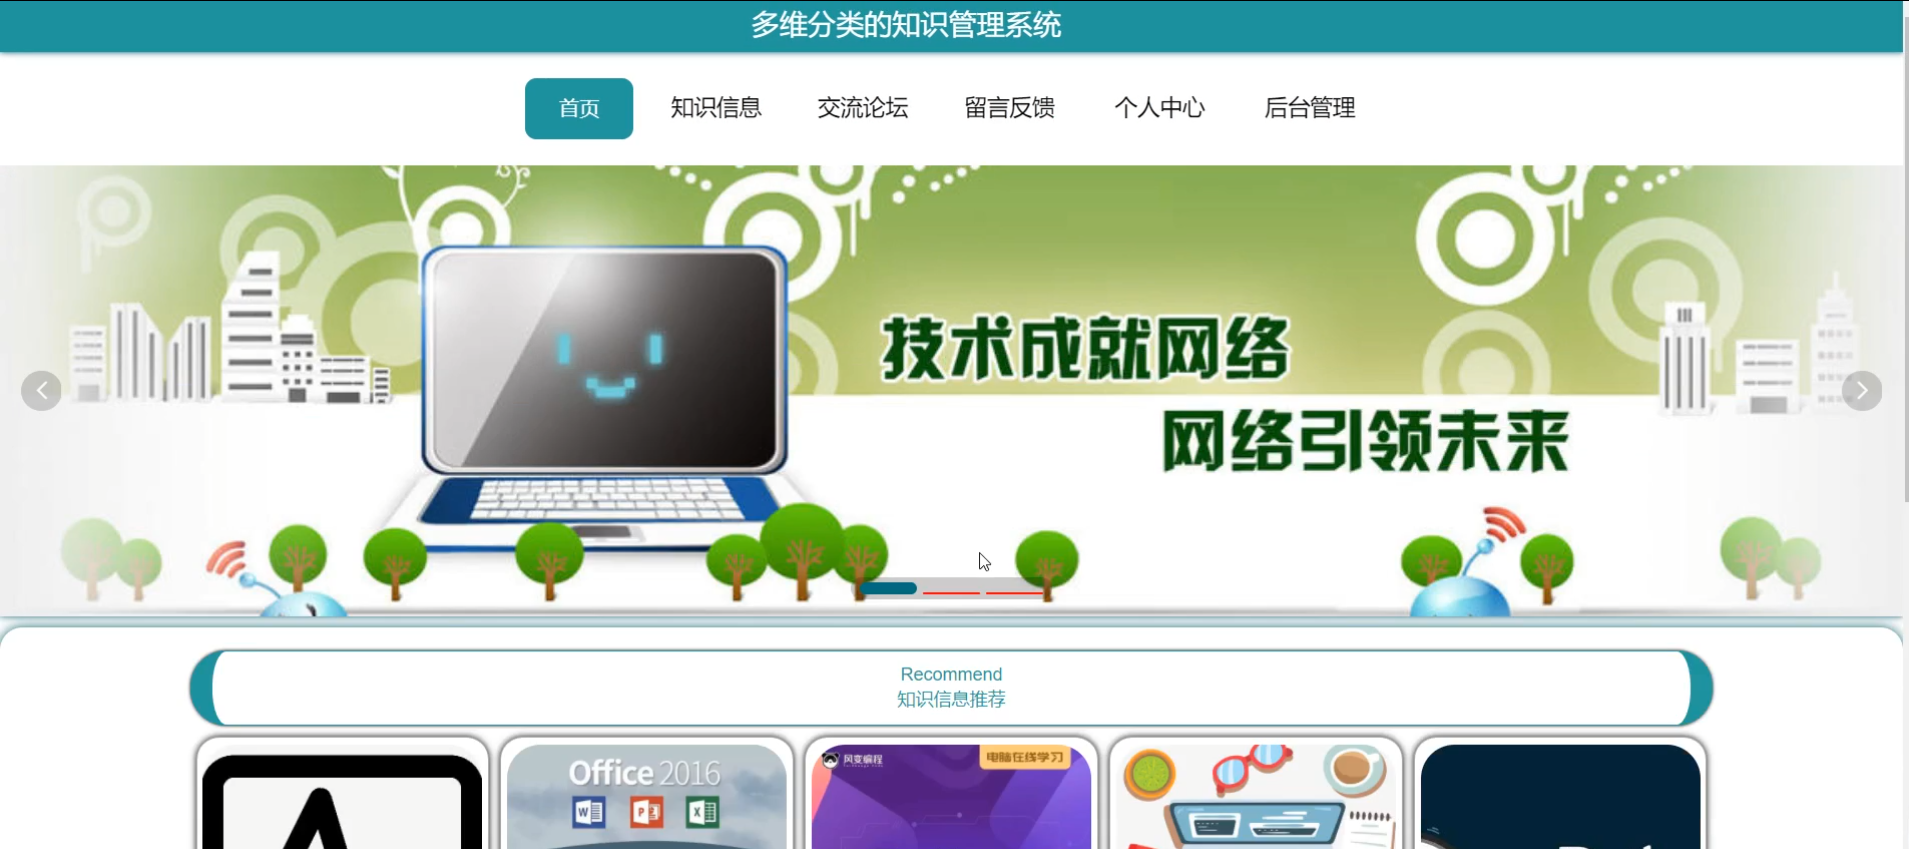 多维分类的知识管理系统
首页 知识信息 交流论坛 留言反馈 个人中心 后台管理
技术成就网络
网络引领未来
Recommend
知识信息推荐
Office 2016
风变编程 电脑在线学习